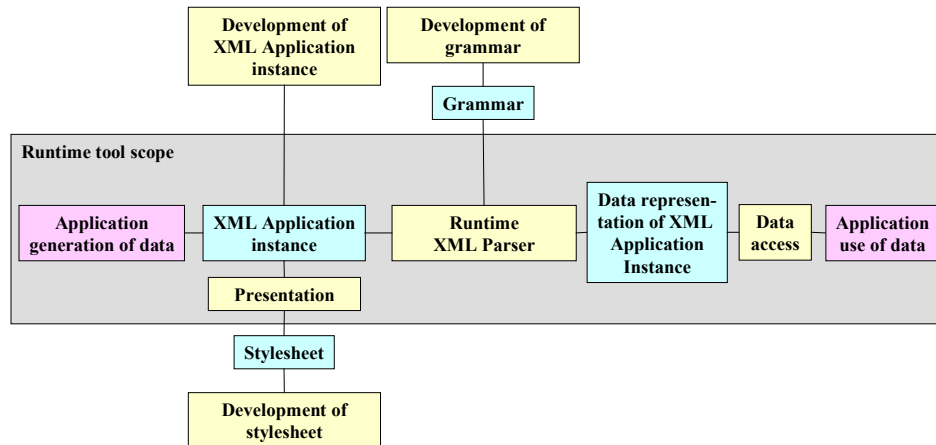 Development of
XML Application
instance
Development of
grammar
Grammar
Runtime tool scope
Application
generation of data
XML Application
instance
Runtime
XML Parser
Data represen-
tation of XML
Application
Instance
Data
access
Application
use of data
Presentation
Stylesheet
Development of
stylesheet